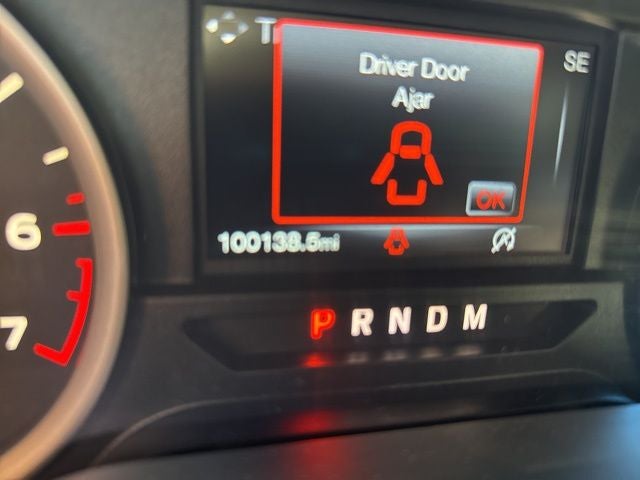 SE
Driver Door
Ajar
OK
100138.5mi
6
7
P R N D M